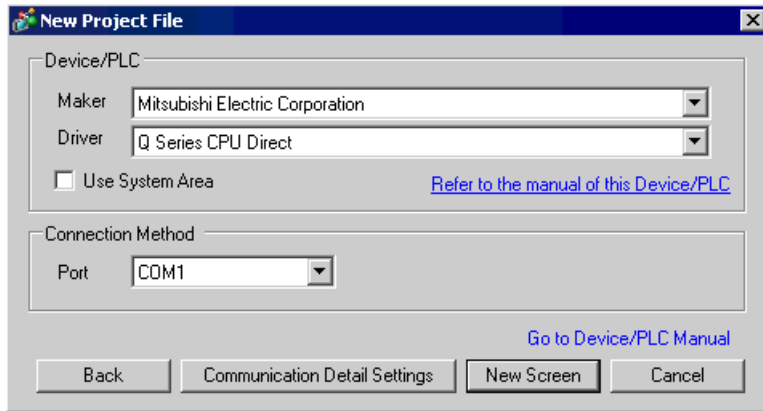 New Project File
Device/PLC
Maker Mitsubishi Electric Corporation
Driver Q Series CPU Direct
Use System Area Refer to the manual of this Device/PLC
Connection Method
Port COM1
Go to Device/PLC Manual
Back Communication Detail Settings New Screen Cancel